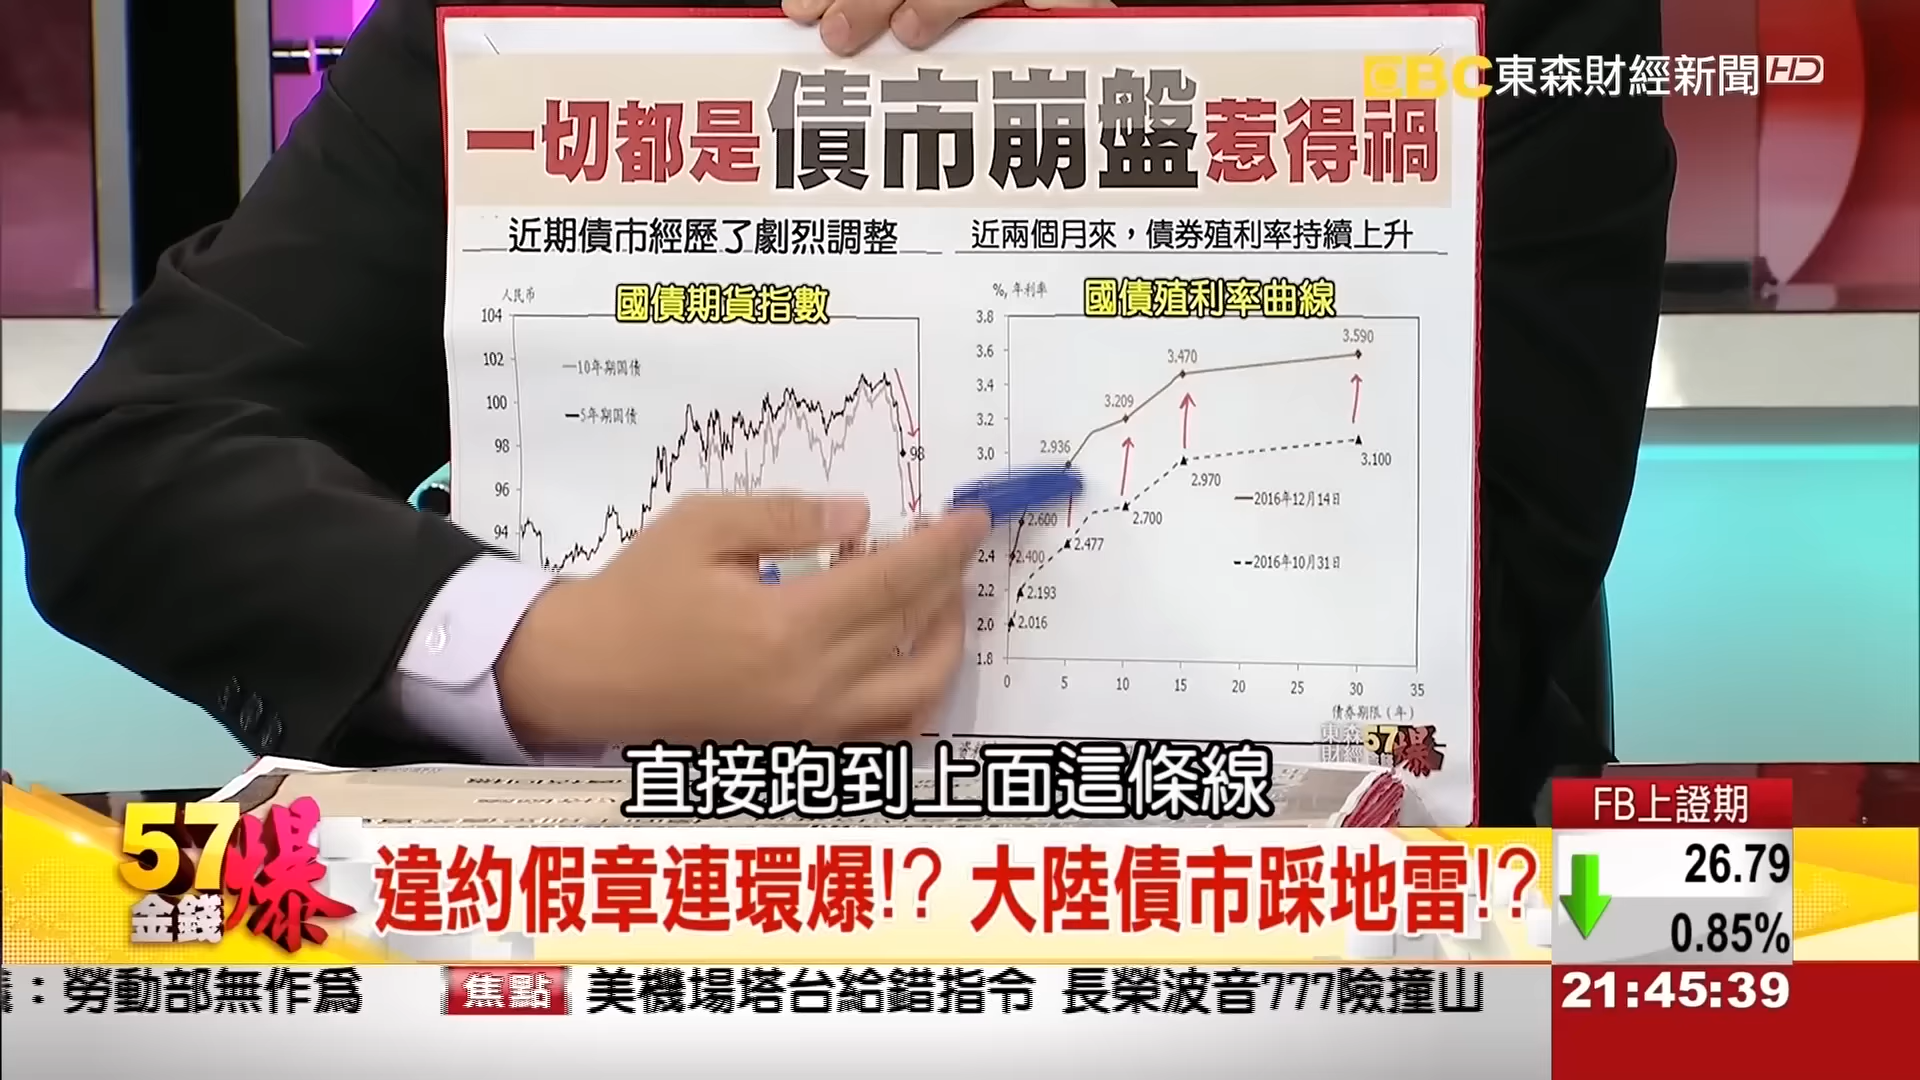 EBC東森財經新聞HD
一切都是債市崩盤惹得禍
近期債市經歷了劇烈調整
國債期貨指數
人民币
104
102
100
98
96
94
10年期国债
5年期国债
98
近兩個月來，債券殖利率持續上升
國債殖利率曲線
%, 年利率
3.8
3.6
3.4
3.2
3.0
2.4
2.2
2.0
1.8
3.590
3.470
3.209
2.936
2.600
2.400
3.100
2.970
2.700
2.477
2.193
2.016
2016年12月14日
2016年10月31日
0 5 10 15 20 25 30 35
債券期限（年）
東森財經 57爆
直接跑到上面這條線
57金錢爆
違約假章連環爆!? 大陸債市踩地雷!?
FB上證期
26.79
0.85%
：勞動部無作為
焦點 美機場塔台給錯指令 長榮波音777險撞山
21:45:39